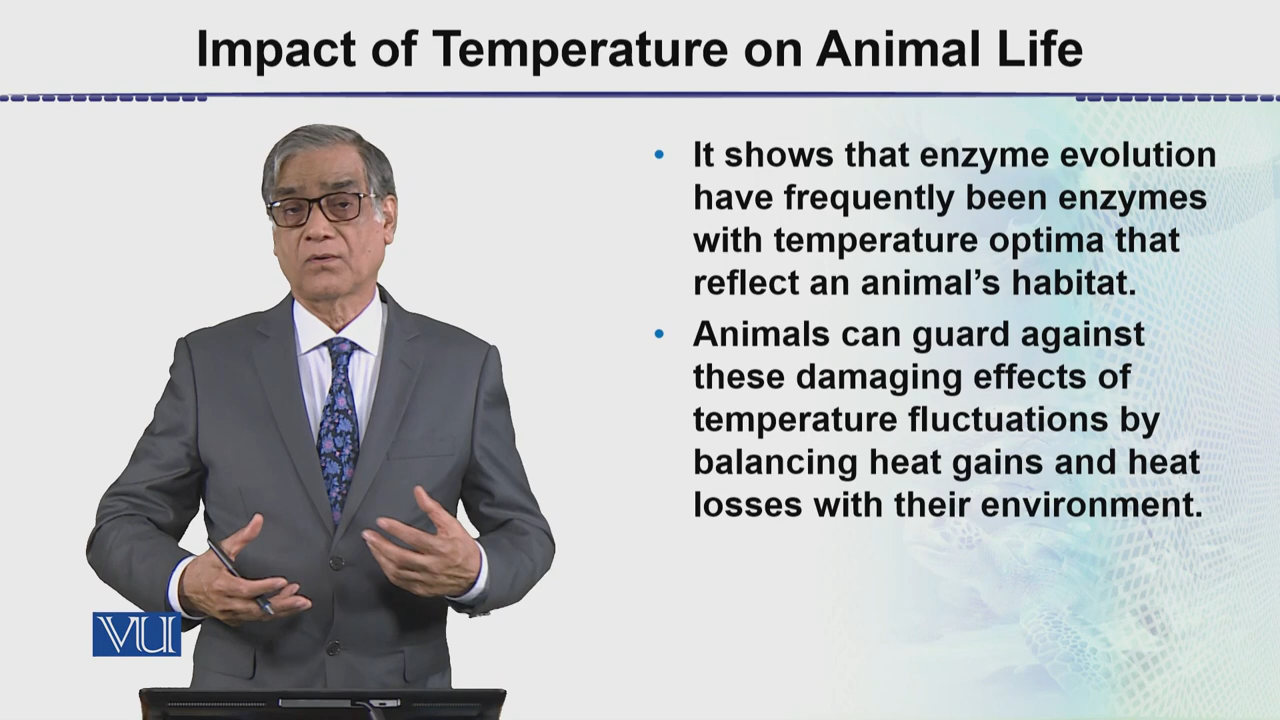 Impact of Temperature on Animal Life
• It shows that enzyme evolution
have frequently been enzymes
with temperature optima that
reflect an animal’s habitat.
• Animals can guard against
these damaging effects of
temperature fluctuations by
balancing heat gains and heat
losses with their environment.
VU